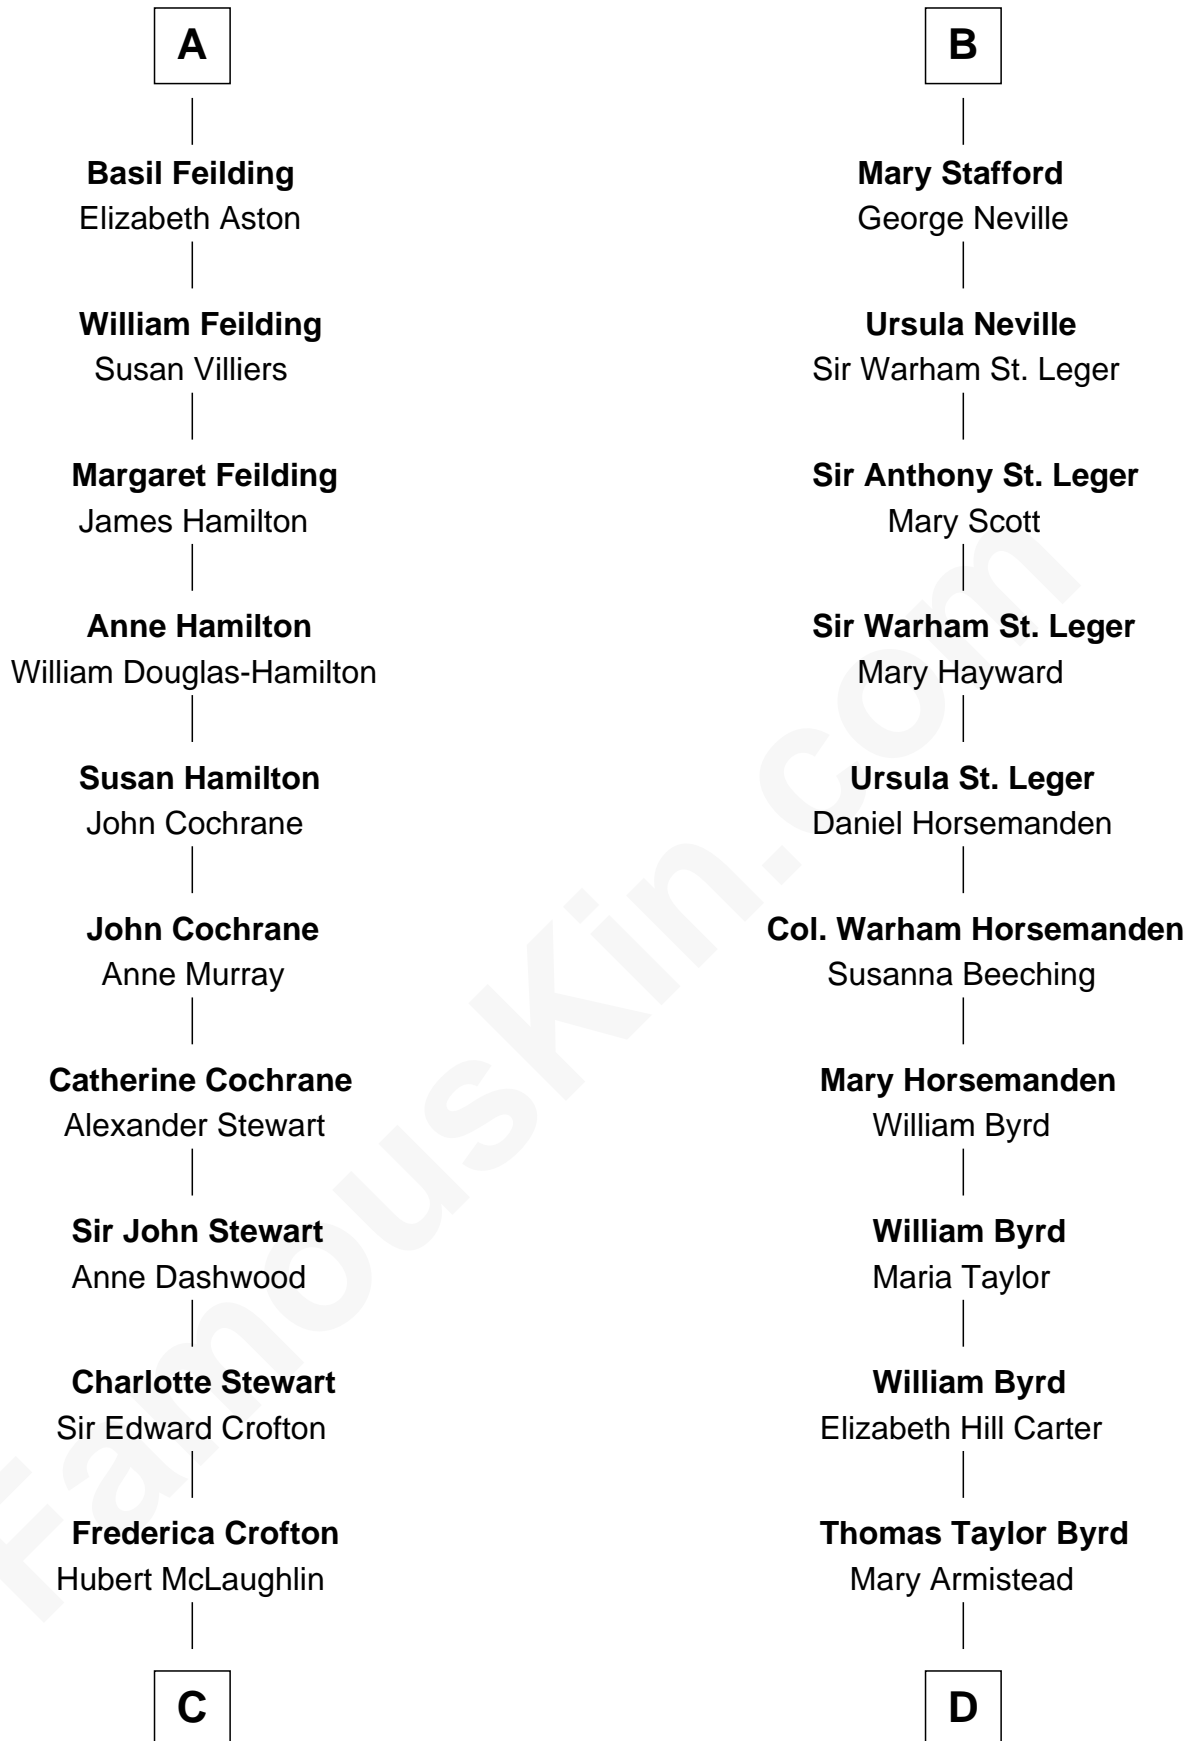 A
Basil Feilding
Elizabeth Aston
William Feilding
Susan Villiers
Margaret Feilding
James Hamilton
Anne Hamilton
William Douglas-Hamilton
Susan Hamilton
John Cochrane
John Cochrane
Anne Murray
Catherine Cochrane
Alexander Stewart
Sir John Stewart
Anne Dashwood
Charlotte Stewart
Sir Edward Crofton
Frederica Crofton
Hubert McLaughlin
C
B
Mary Stafford
George Neville
Ursula Neville
Sir Warham St. Leger
Sir Anthony St. Leger
Mary Scott
Sir Warham St. Leger
Mary Hayward
Ursula St. Leger
Daniel Horsemanden
Col. Warham Horsemanden
Susanna Beeching
Mary Horsemanden
William Byrd
William Byrd
Maria Taylor
William Byrd
Elizabeth Hill Carter
Thomas Taylor Byrd
Mary Armistead
D
FamousKin.com